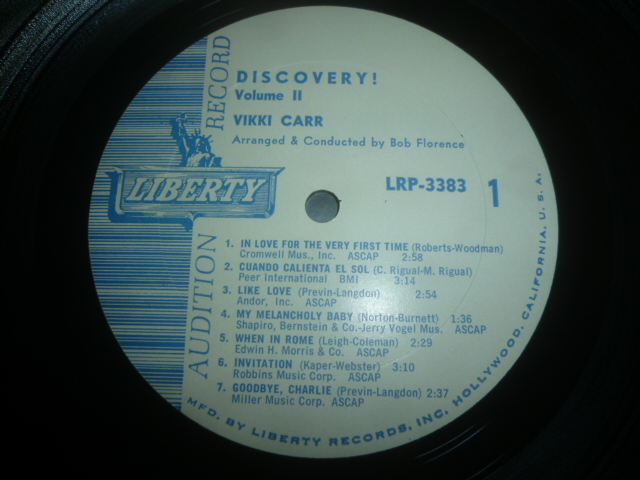 DISCOVERY!
Volume II
VIKKI CARR
Arranged & Conducted by Bob Florence
AUDITION RECORD
LIBERTY
LRP-3383 1
1. IN LOVE FOR THE VERY FIRST TIME (Roberts-Woodman)
Cromwell Mus., Inc. ASCAP 2:58
2. CUANDO CALIENTA EL SOL (C. Rigual-M. Rigual)
Peer International BMI 3:14
3. LIKE LOVE (Previn-Langdon) 2:54
Andor, Inc. ASCAP
4. MY MELANCHOLY BABY (Norton-Burnett) 1:36
Shapiro, Bernstein & Co.-Jerry Vogel Mus. ASCAP
5. WHEN IN ROME (Leigh-Coleman) 2:29
Edwin H. Morris & Co. ASCAP
6. INVITATION (Kaper-Webster) 3:10
Robbins Music Corp. ASCAP
7. GOODBYE, CHARLIE (Previn-Langdon) 2:37
Miller Music Corp. ASCAP
MFD. BY LIBERTY RECORDS, INC. HOLLYWOOD, CALIFORNIA, U. S. A.